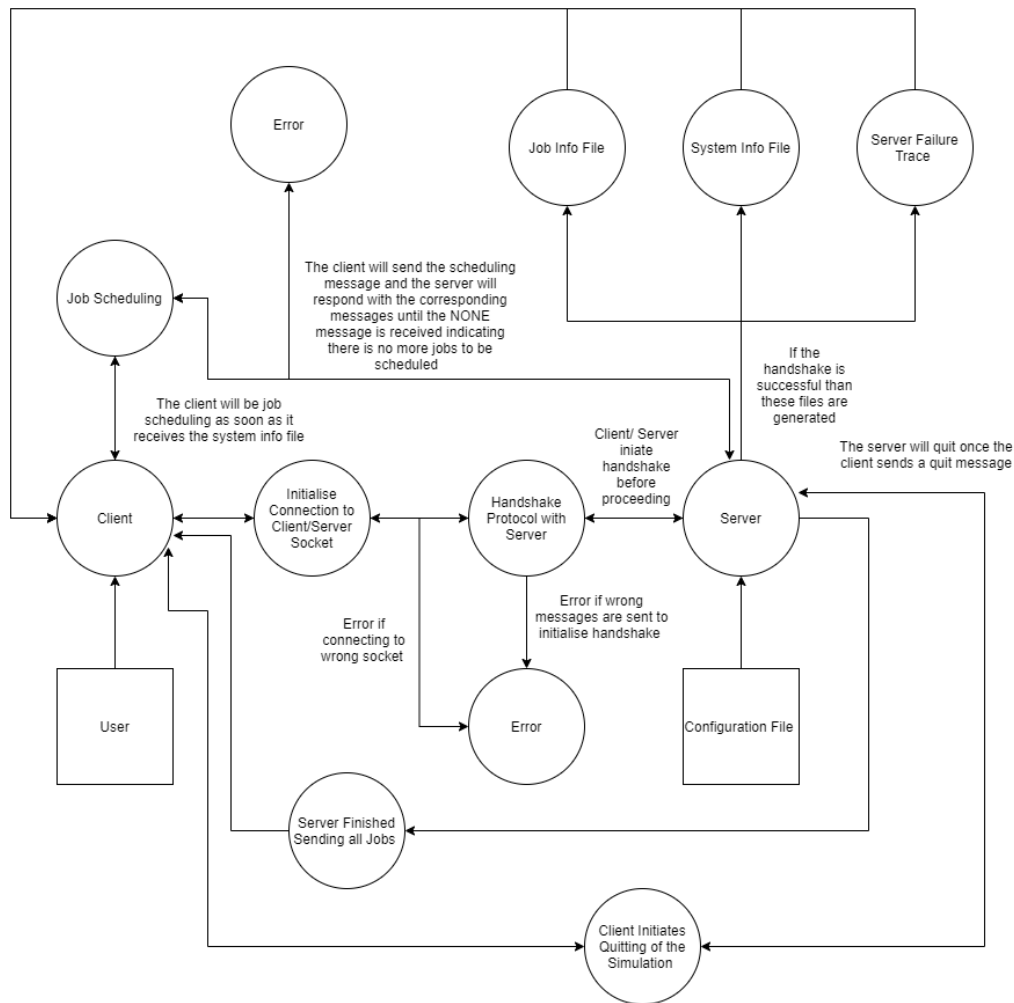 Error
Job Info File
System Info File
Server Failure
Trace
Job Scheduling
The client will send the scheduling
message and the server will
respond with the corresponding
messages until the NONE
message is received indicating
there is no more jobs to be
scheduled
If the
handshake is
successful than
these files are
generated
The client will be job
scheduling as soon as it
receives the system info file
Client/ Server
iniate
handshake
before
proceeding
The server will quit once the
client sends a quit message
Client
Initialise
Connection to
Client/Server
Socket
Handshake
Protocol with
Server
Server
Error if
connecting to
wrong socket
Error if wrong
messages are sent to
initialise handshake
User
Error
Configuration File
Server Finished
Sending all Jobs
Client Initiates
Quitting of the
Simulation